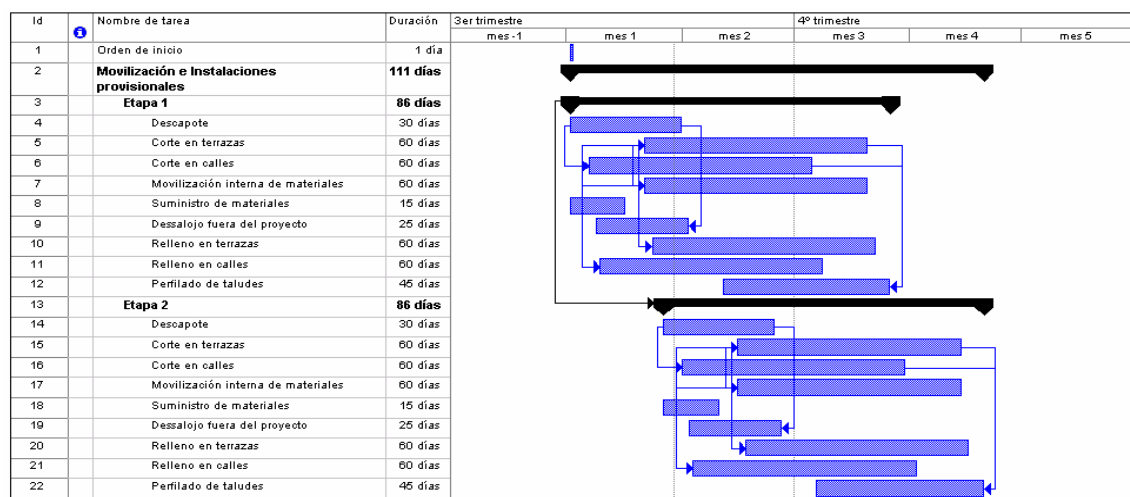 Id Nombre de tarea Duración 3er trimestre 4º trimestre
mes -1 mes 1 mes 2 mes 3 mes 4 mes 5
1 Orden de inicio 1 día
2 Movilización e Instalaciones provisionales 111 días
3 Etapa 1 86 días
4 Descapote 30 días
5 Corte en terrazas 60 días
6 Corte en calles 60 días
7 Movilización interna de materiales 60 días
8 Suministro de materiales 15 días
9 Dessalojo fuera del proyecto 25 días
10 Relleno en terrazas 60 días
11 Relleno en calles 60 días
12 Perfilado de taludes 45 días
13 Etapa 2 86 días
14 Descapote 30 días
15 Corte en terrazas 60 días
16 Corte en calles 60 días
17 Movilización interna de materiales 60 días
18 Suministro de materiales 15 días
19 Dessalojo fuera del proyecto 25 días
20 Relleno en terrazas 60 días
21 Relleno en calles 60 días
22 Perfilado de taludes 45 días